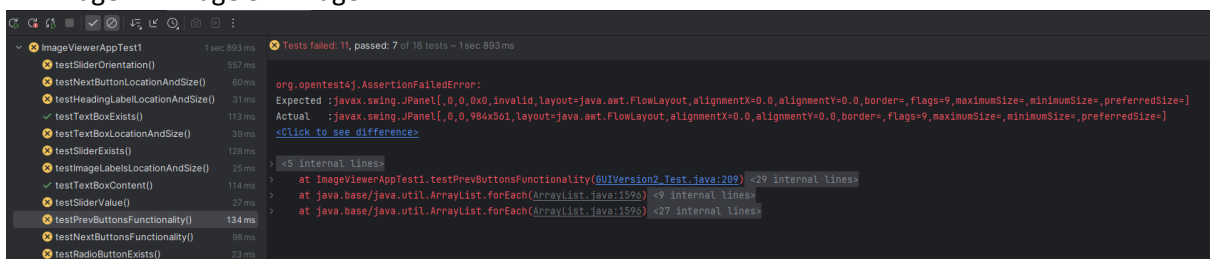 ImageViewerAppTest1 1 sec 893 ms
Tests failed: 11, passed: 7 of 18 tests – 1 sec 893 ms
testSliderOrientation() 557 ms
testNextButtonLocationAndSize() 60 ms
testHeadingLabelLocationAndSize() 31 ms
testTextBoxExists() 113 ms
testTextBoxLocationAndSize() 39 ms
testSliderExists() 128 ms
testImageLabelsLocationAndSize() 25 ms
testTextBoxContent() 114 ms
testSliderValue() 27 ms
testPrevButtonsFunctionality() 134 ms
testNextButtonsFunctionality() 98 ms
testRadioButtonExists() 23 ms
org.opentest4j.AssertionFailedError:
Expected :javax.swing.JPanel[,0,0,0x0,invalid,layout=java.awt.FlowLayout,alignmentX=0.0,alignmentY=0.0,border=,flags=9,maximumSize=,minimumSize=,preferredSize=]
Actual :javax.swing.JPanel[,0,0,984x561,layout=java.awt.FlowLayout,alignmentX=0.0,alignmentY=0.0,border=,flags=9,maximumSize=,minimumSize=,preferredSize=]
<Click to see difference>
<5 internal lines>
at ImageViewerAppTest1.testPrevButtonsFunctionality(GUIVersion2_Test.java:209) <29 internal lines>
at java.base/java.util.ArrayList.forEach(ArrayList.java:1596) <9 internal lines>
at java.base/java.util.ArrayList.forEach(ArrayList.java:1596) <27 internal lines>